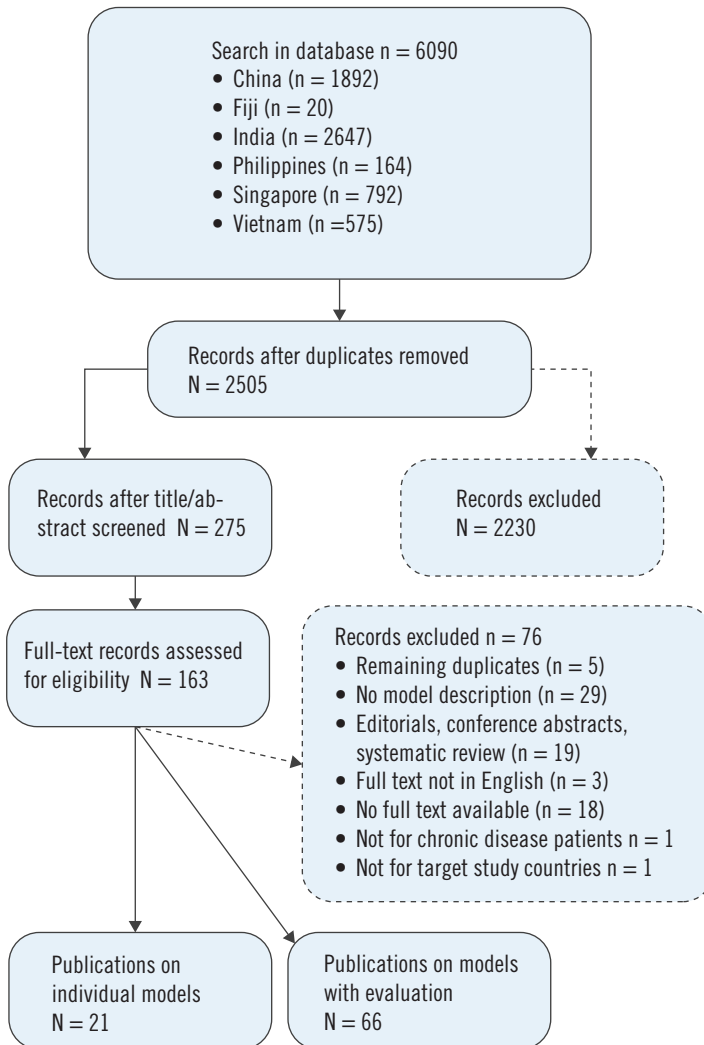 Search in database n = 6090
• China (n = 1892)
• Fiji (n = 20)
• India (n = 2647)
• Philippines (n = 164)
• Singapore (n = 792)
• Vietnam (n =575)
Records after duplicates removed
N = 2505
Records after title/ab-
stract screened N = 275
Records excluded
N = 2230
Full-text records assessed
for eligibility N = 163
Records excluded n = 76
• Remaining duplicates (n = 5)
• No model description (n = 29)
• Editorials, conference abstracts,
systematic review (n = 19)
• Full text not in English (n = 3)
• No full text available (n = 18)
• Not for chronic disease patients n = 1
• Not for target study countries n = 1
Publications on
individual models
N = 21
Publications on models
with evaluation
N = 66